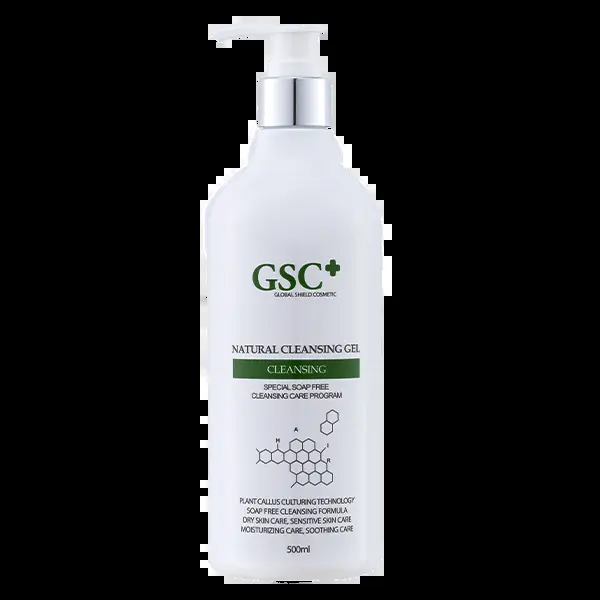 GSC+
GLOBAL SHIELD COSMETIC
NATURAL CLEANSING GEL
CLEANSING
SPECIAL SOAP FREE
CLEANSING CARE PROGRAM
H A I R
PLANT CALLUS CULTURING TECHNOLOGY
SOAP FREE CLEANSING FORMULA
DRY SKIN CARE, SENSITIVE SKIN CARE
MOISTURIZING CARE, SOOTHING CARE
500ml